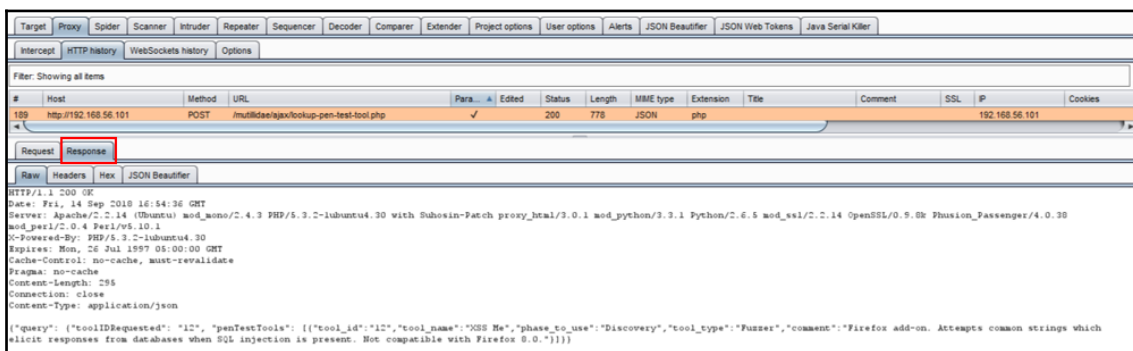 Target Proxy Spider Scanner Intruder Repeater Sequencer Decoder Comparer Extender Project options User options Alerts JSON Beautifier JSON Web Tokens Java Serial Killer
Intercept HTTP history WebSockets history Options
Filter: Showing all items
# Host Method URL Para... Edited Status Length MIME type Extension Title Comment SSL IP Cookies
189 http://192.168.56.101 POST /mutillidae/ajax/lookup-pen-test-tool.php ✓ 200 778 JSON php 192.168.56.101
Request Response
Raw Headers Hex JSON Beautifier
HTTP/1.1 200 OK
Date: Fri, 14 Sep 2018 16:54:36 GMT
Server: Apache/2.2.14 (Ubuntu) mod_mono/2.4.3 PHP/5.3.2-1ubuntu4.30 with Suhosin-Patch proxy_html/3.0.1 mod_python/3.3.1 Python/2.6.5 mod_ssl/2.2.14 OpenSSL/0.9.8k Phusion_Passenger/4.0.38
mod_perl/2.0.4 Perl/v5.10.1
X-Powered-By: PHP/5.3.2-1ubuntu4.30
Expires: Mon, 26 Jul 1997 05:00:00 GMT
Cache-Control: no-cache, must-revalidate
Pragma: no-cache
Content-Length: 295
Connection: close
Content-Type: application/json
{"query": {"toolIDRequested": "12", "penTestTools": [{"tool_id":"12","tool_name":"XSS Me","phase_to_use":"Discovery","tool_type":"Fuzzer","comment":"Firefox add-on. Attempts common strings which
elicit responses from databases when SQL injection is present. Not compatible with Firefox 8.0."}]}}